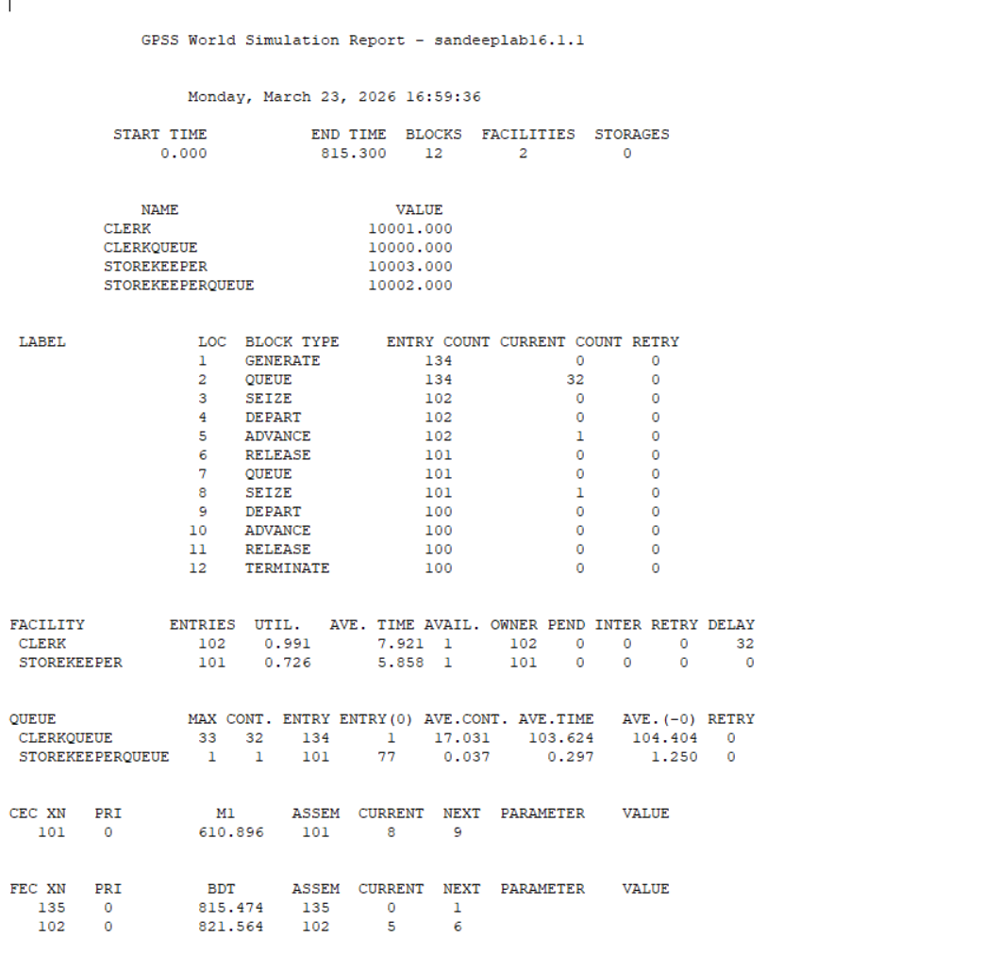 GPSS World Simulation Report - sandeeplab16.1.1
Monday, March 23, 2026 16:59:36
START TIME END TIME BLOCKS FACILITIES STORAGES
0.000 815.300 12 2 0
NAME VALUE
CLERK 10001.000
CLERKQUEUE 10000.000
STOREKEEPER 10003.000
STOREKEEPERQUEUE 10002.000
LABEL LOC BLOCK TYPE ENTRY COUNT CURRENT COUNT RETRY
1 GENERATE 134 0 0
2 QUEUE 134 32 0
3 SEIZE 102 0 0
4 DEPART 102 0 0
5 ADVANCE 102 1 0
6 RELEASE 101 0 0
7 QUEUE 101 0 0
8 SEIZE 101 1 0
9 DEPART 100 0 0
10 ADVANCE 100 0 0
11 RELEASE 100 0 0
12 TERMINATE 100 0 0
FACILITY ENTRIES UTIL. AVE. TIME AVAIL. OWNER PEND INTER RETRY DELAY
CLERK 102 0.991 7.921 1 102 0 0 0 32
STOREKEEPER 101 0.726 5.858 1 101 0 0 0 0
QUEUE MAX CONT. ENTRY ENTRY(0) AVE.CONT. AVE.TIME AVE.(-0) RETRY
CLERKQUEUE 33 32 134 1 17.031 103.624 104.404 0
STOREKEEPERQUEUE 1 1 101 77 0.037 0.297 1.250 0
CEC XN PRI M1 ASSEM CURRENT NEXT PARAMETER VALUE
101 0 610.896 101 8 9
FEC XN PRI BDT ASSEM CURRENT NEXT PARAMETER VALUE
135 0 815.474 135 0 1
102 0 821.564 102 5 6